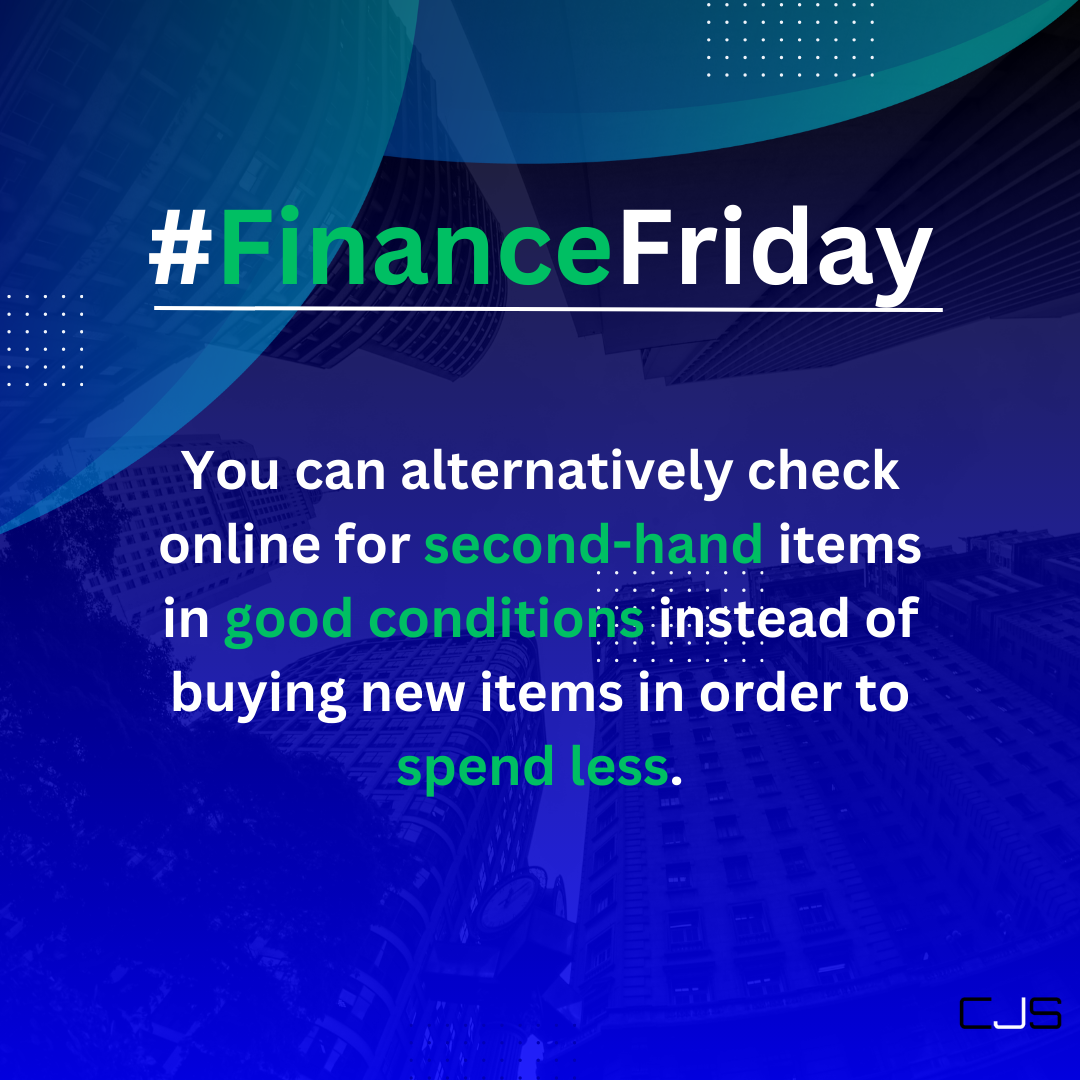 #FinanceFriday
You can alternatively check
online for second-hand items
in good conditions instead of
buying new items in order to
spend less.
CJS